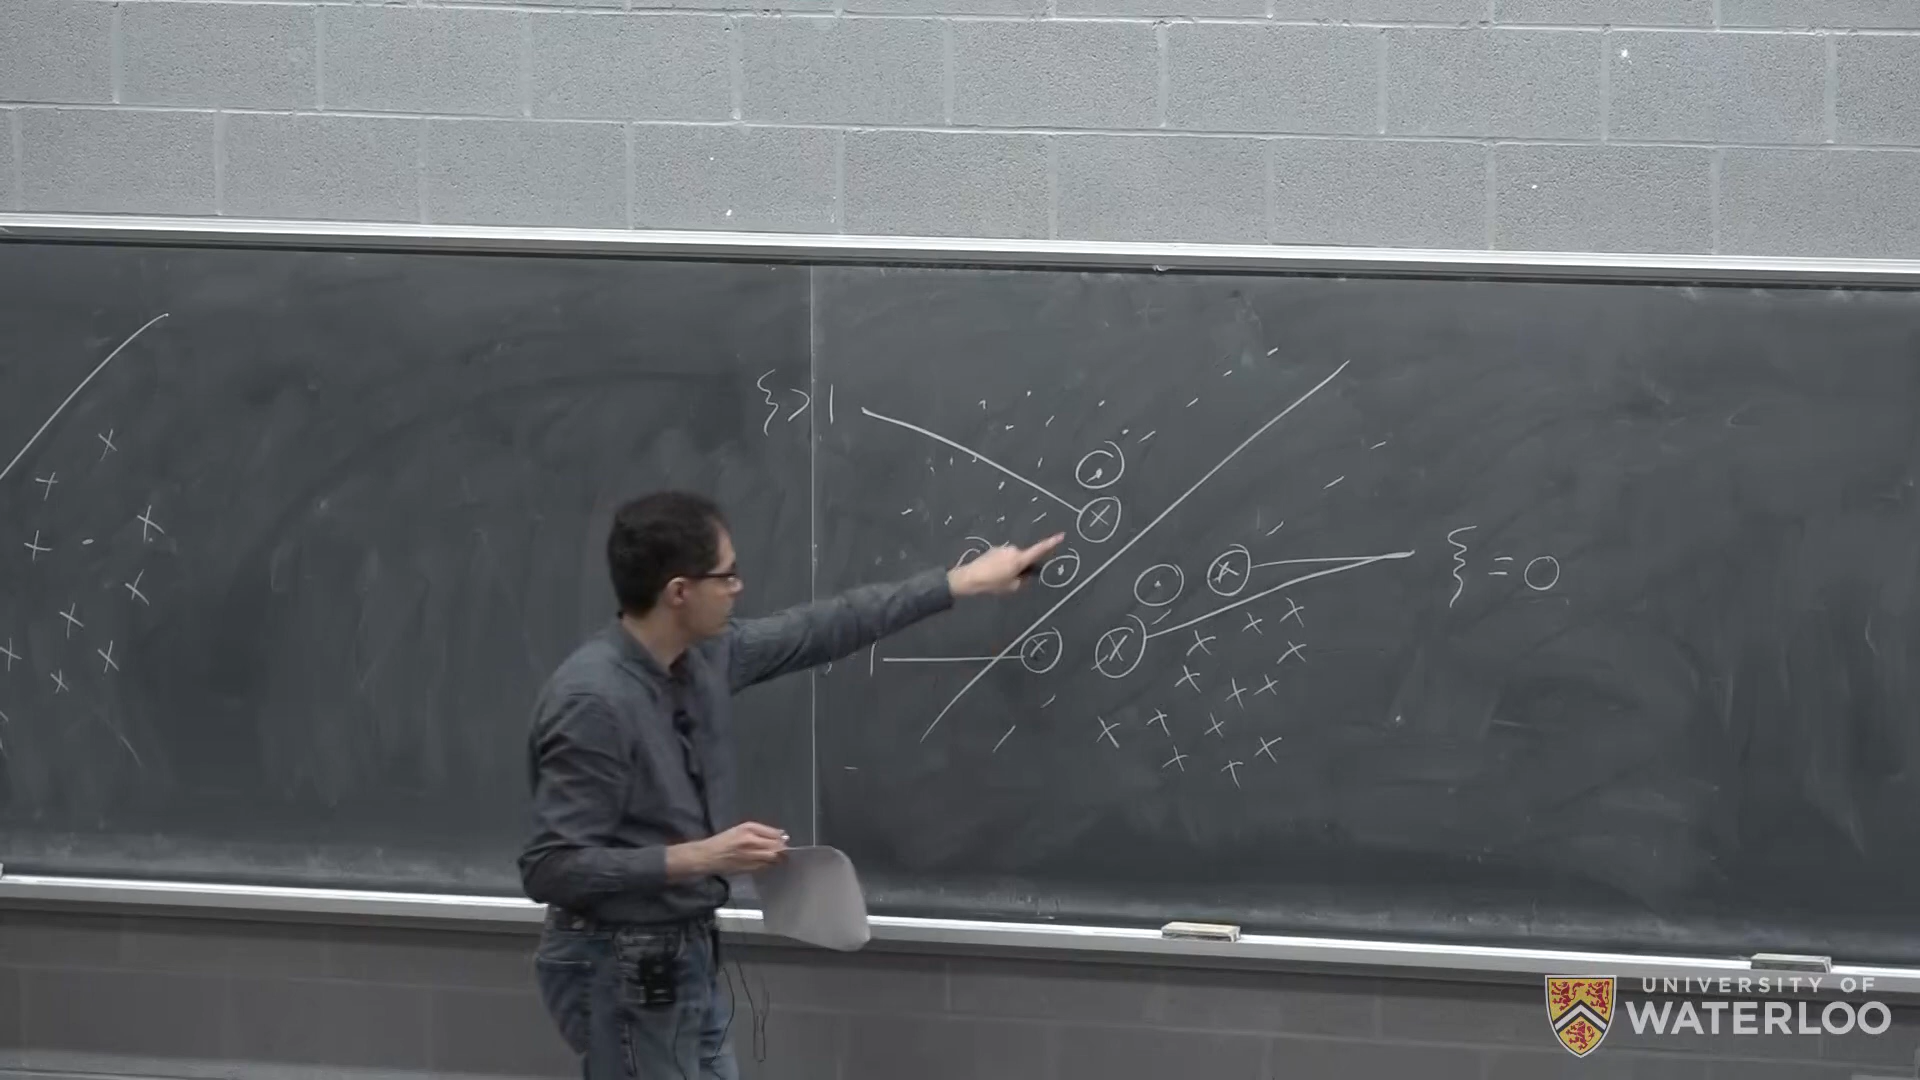 ξ > 1
ξ = 0
UNIVERSITY OF
WATERLOO